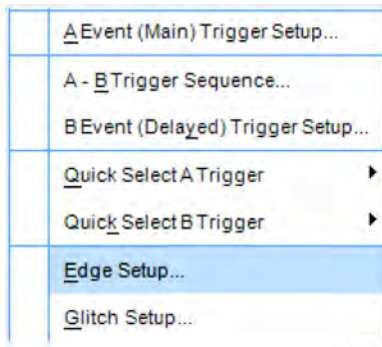 A Event (Main) Trigger Setup...
A - B Trigger Sequence...
B Event (Delayed) Trigger Setup...
Quick Select A Trigger
Quick Select B Trigger
Edge Setup...
Glitch Setup...